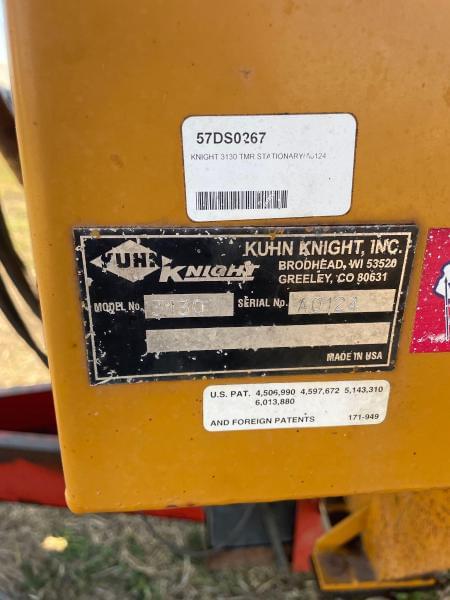 57DS0267
KNIGHT 3130 TMR STATIONARY/A0124
KUHN KNIGHT
KUHN KNIGHT, INC.
BRODHEAD, WI 53520
GREELEY, CO 80631
MODEL No. 3130 SERIAL No. A0124
MADE IN USA
U.S. PAT. 4,506,990 4,597,672 5,143,310
6,013,880
AND FOREIGN PATENTS 171-949